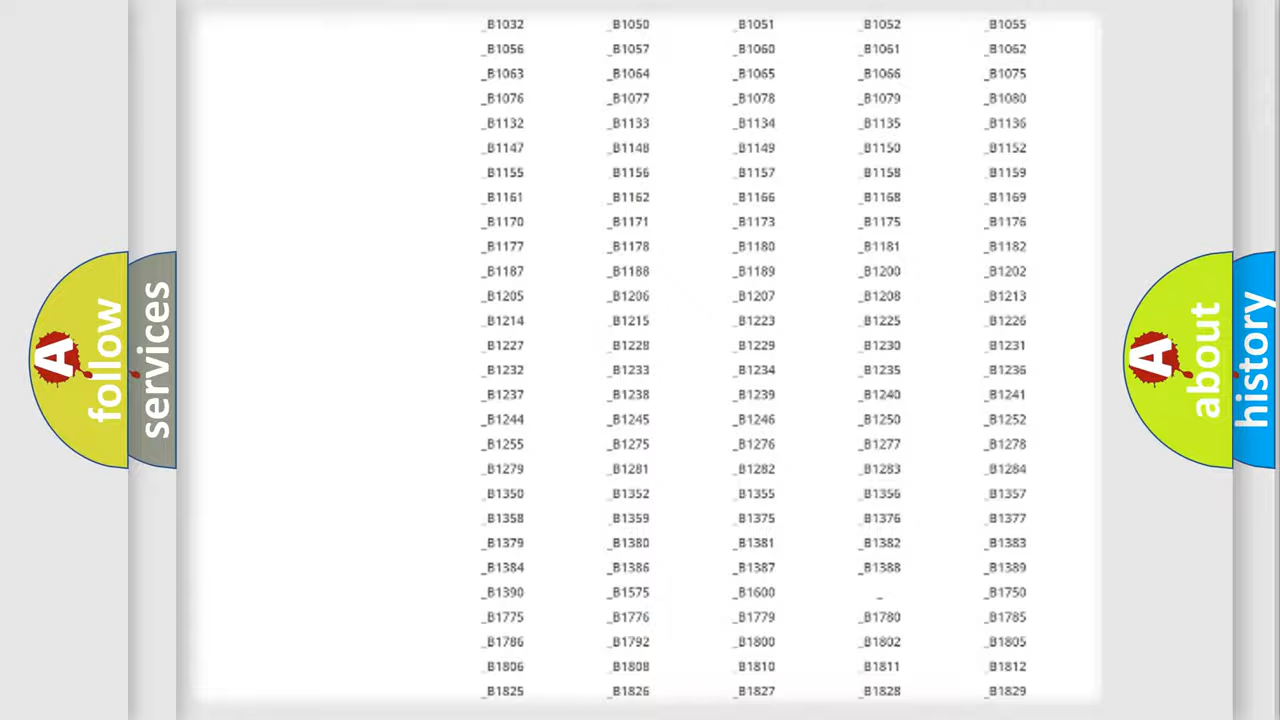 _B1032 _B1050 _B1051 _B1052 _B1055
_B1056 _B1057 _B1060 _B1061 _B1062
_B1063 _B1064 _B1065 _B1066 _B1075
_B1076 _B1077 _B1078 _B1079 _B1080
_B1132 _B1133 _B1134 _B1135 _B1136
_B1147 _B1148 _B1149 _B1150 _B1152
_B1155 _B1156 _B1157 _B1158 _B1159
_B1161 _B1162 _B1166 _B1168 _B1169
_B1170 _B1171 _B1173 _B1175 _B1176
_B1177 _B1178 _B1180 _B1181 _B1182
_B1187 _B1188 _B1189 _B1200 _B1202
_B1205 _B1206 _B1207 _B1208 _B1213
_B1214 _B1215 _B1223 _B1225 _B1226
_B1227 _B1228 _B1229 _B1230 _B1231
_B1232 _B1233 _B1234 _B1235 _B1236
_B1237 _B1238 _B1239 _B1240 _B1241
_B1244 _B1245 _B1246 _B1250 _B1252
_B1255 _B1275 _B1276 _B1277 _B1278
_B1279 _B1281 _B1282 _B1283 _B1284
_B1350 _B1352 _B1355 _B1356 _B1357
_B1358 _B1359 _B1375 _B1376 _B1377
_B1379 _B1380 _B1381 _B1382 _B1383
_B1384 _B1386 _B1387 _B1388 _B1389
_B1390 _B1575 _B1600 _ _B1750
_B1775 _B1776 _B1779 _B1780 _B1785
_B1786 _B1792 _B1800 _B1802 _B1805
_B1806 _B1808 _B1810 _B1811 _B1812
_B1825 _B1826 _B1827 _B1828 _B1829
A
follow
services
A
about
history